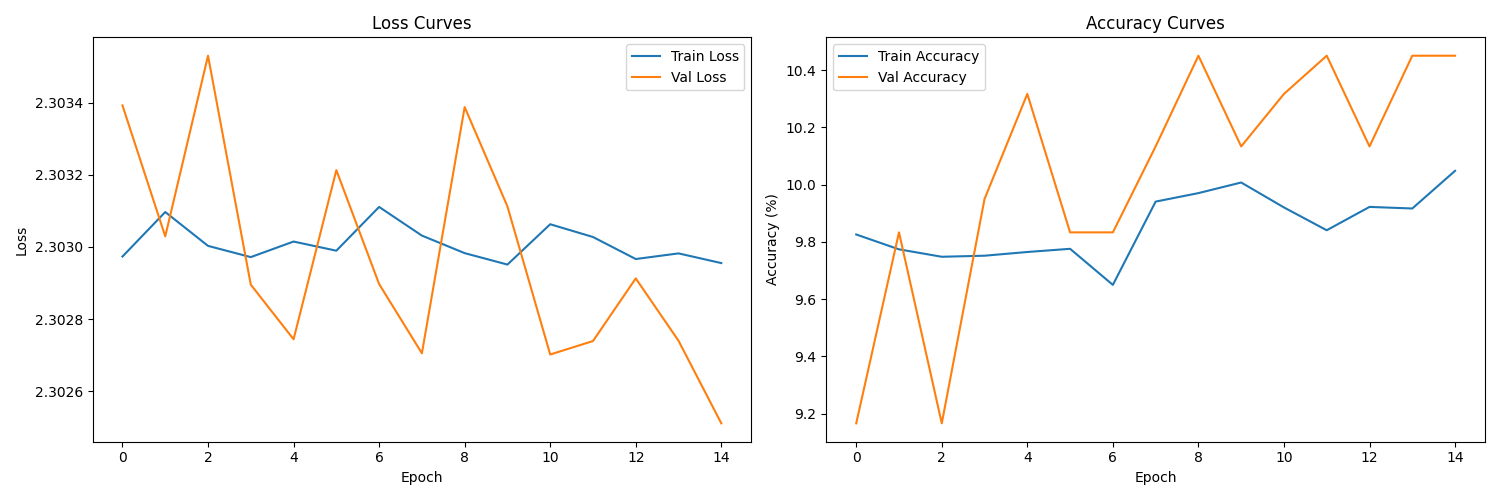 Loss Curves
Train Loss
Val Loss
2.3034
2.3032
2.3030
2.3028
2.3026
Loss
0 2 4 6 8 10 12 14
Epoch
Accuracy Curves
Train Accuracy
Val Accuracy
10.4
10.2
10.0
9.8
9.6
9.4
9.2
Accuracy (%)
0 2 4 6 8 10 12 14
Epoch